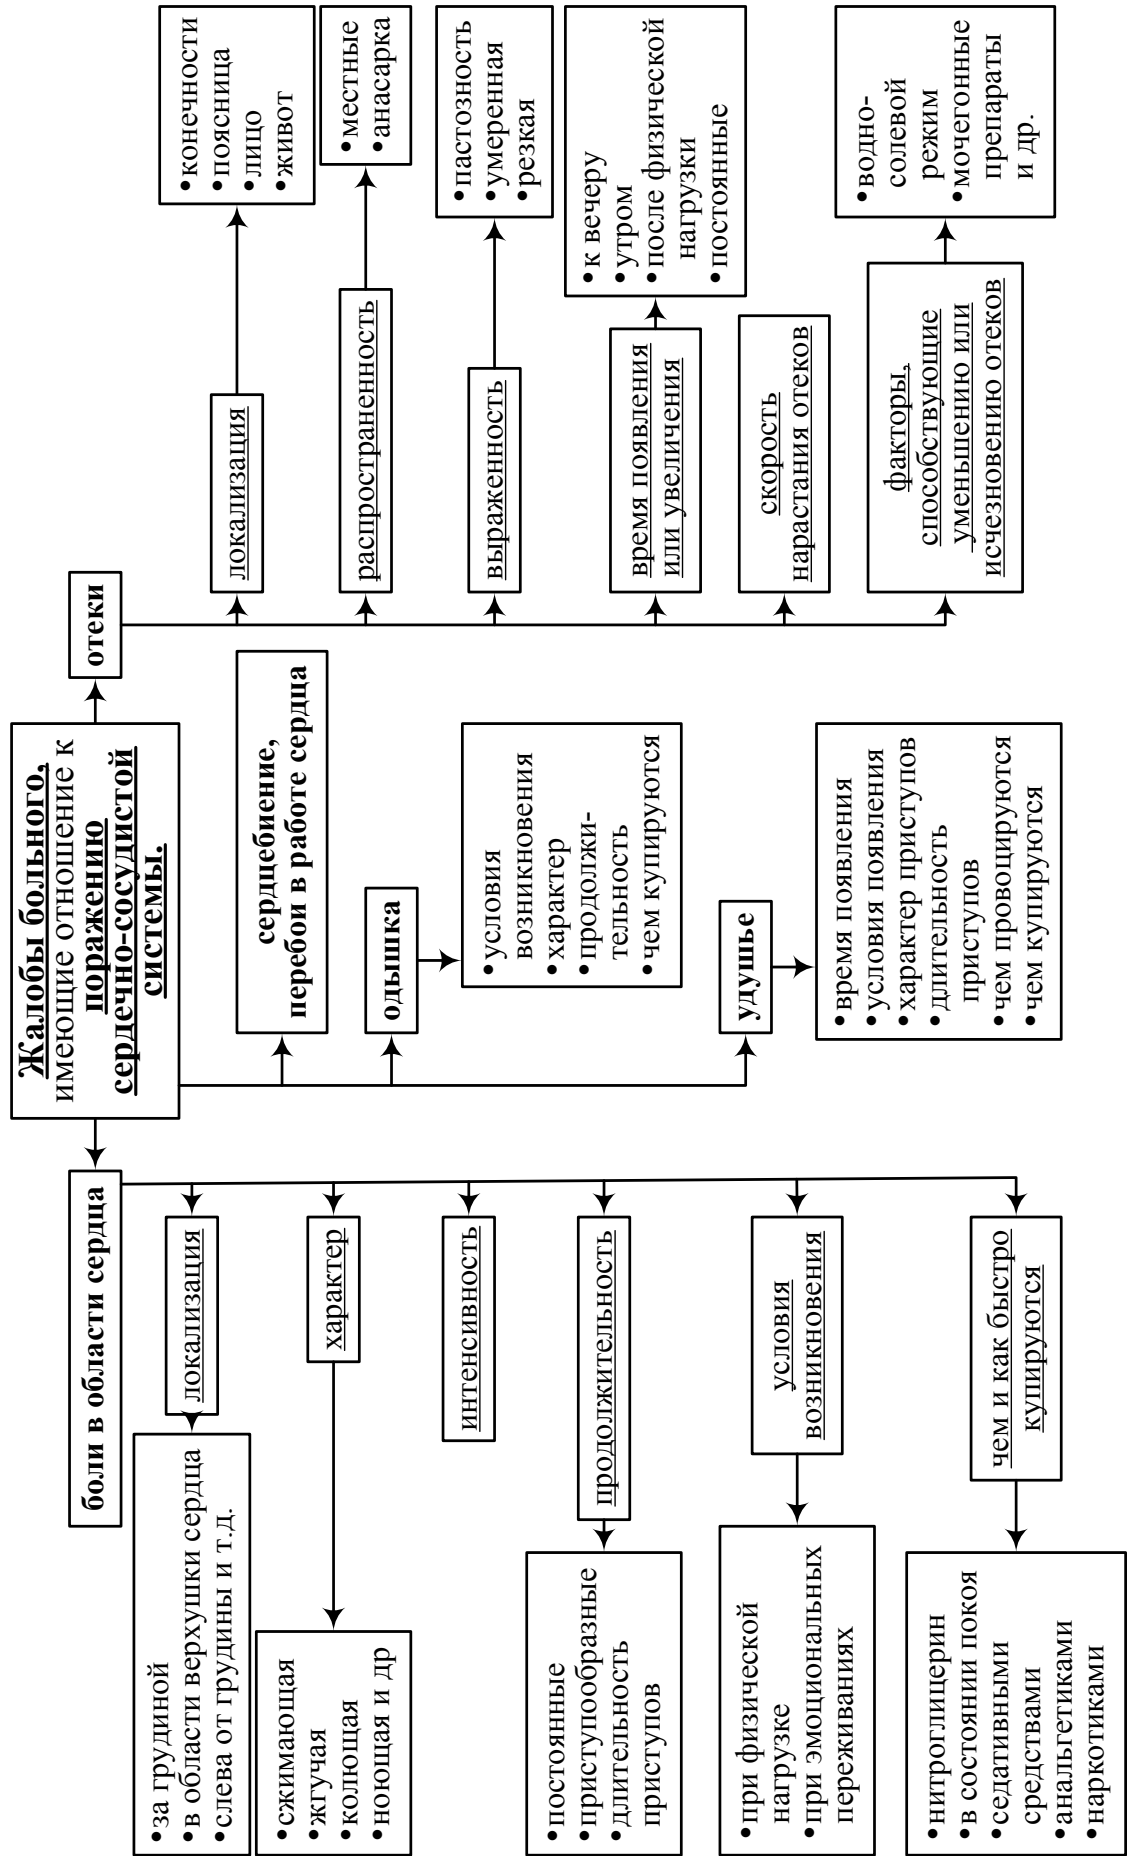 Жалобы больного,
имеющие отношение к
поражению
сердечно-сосудистой
системы.
боли в области сердца
локализация
•за грудиной
•в области верхушки сердца
•слева от грудины и т.д.
характер
•сжимающая
•жгучая
•колющая
•ноющая и др
интенсивность
продолжительность
•постоянные
•приступообразные
•длительность
приступов
условия
возникновения
•при физической
нагрузке
•при эмоциональных
переживаниях
чем и как быстро
купируются
•нитроглицерин
•в состоянии покоя
•седативными
средствами
•анальгетиками
•наркотиками
сердцебиение,
перебои в работе сердца
одышка
•условия
возникновения
•характер
•продолжи-
тельность
•чем купируются
удушье
•время появления
•условия появления
•характер приступов
•длительность
приступов
•чем провоцируются
•чем купируются
отеки
локализация
•конечности
•поясница
•лицо
•живот
распространенность
•местные
•анасарка
выраженность
•пастозность
•умеренная
•резкая
время появления
или увеличения
•к вечеру
•утром
•после физической
нагрузки
•постоянные
скорость
нарастания отеков
факторы,
способствующие
уменьшению или
исчезновению отеков
•водно-
солевой
режим
•мочегонные
препараты
и др.